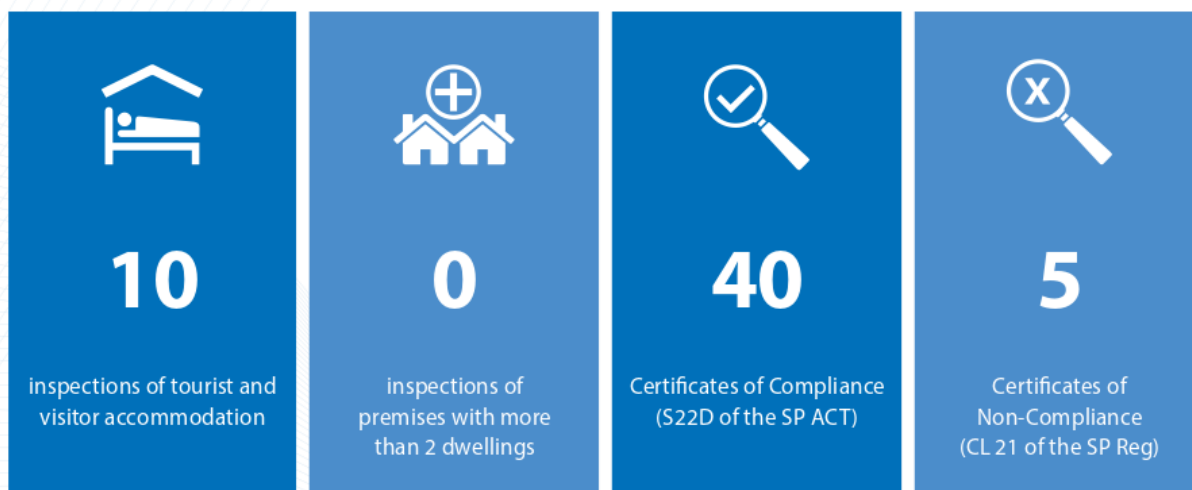 10
inspections of tourist and
visitor accommodation
0
inspections of
premises with more
than 2 dwellings
40
Certificates of Compliance
(S22D of the SP ACT)
X
5
Certificates of
Non-Compliance
(CL 21 of the SP Reg)